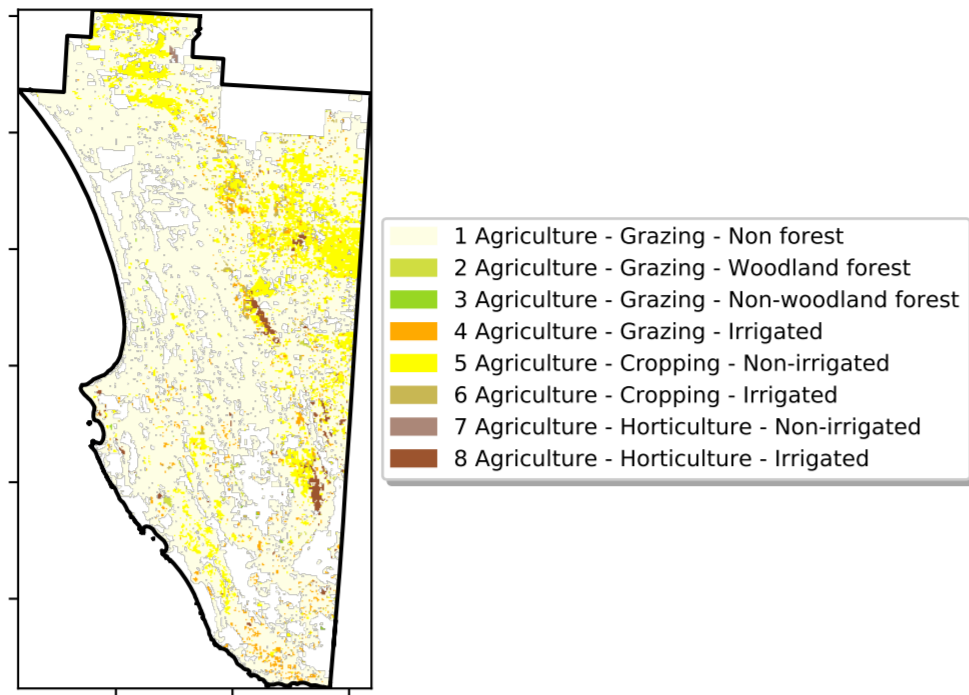 1 Agriculture - Grazing - Non forest
2 Agriculture - Grazing - Woodland forest
3 Agriculture - Grazing - Non-woodland forest
4 Agriculture - Grazing - Irrigated
5 Agriculture - Cropping - Non-irrigated
6 Agriculture - Cropping - Irrigated
7 Agriculture - Horticulture - Non-irrigated
8 Agriculture - Horticulture - Irrigated